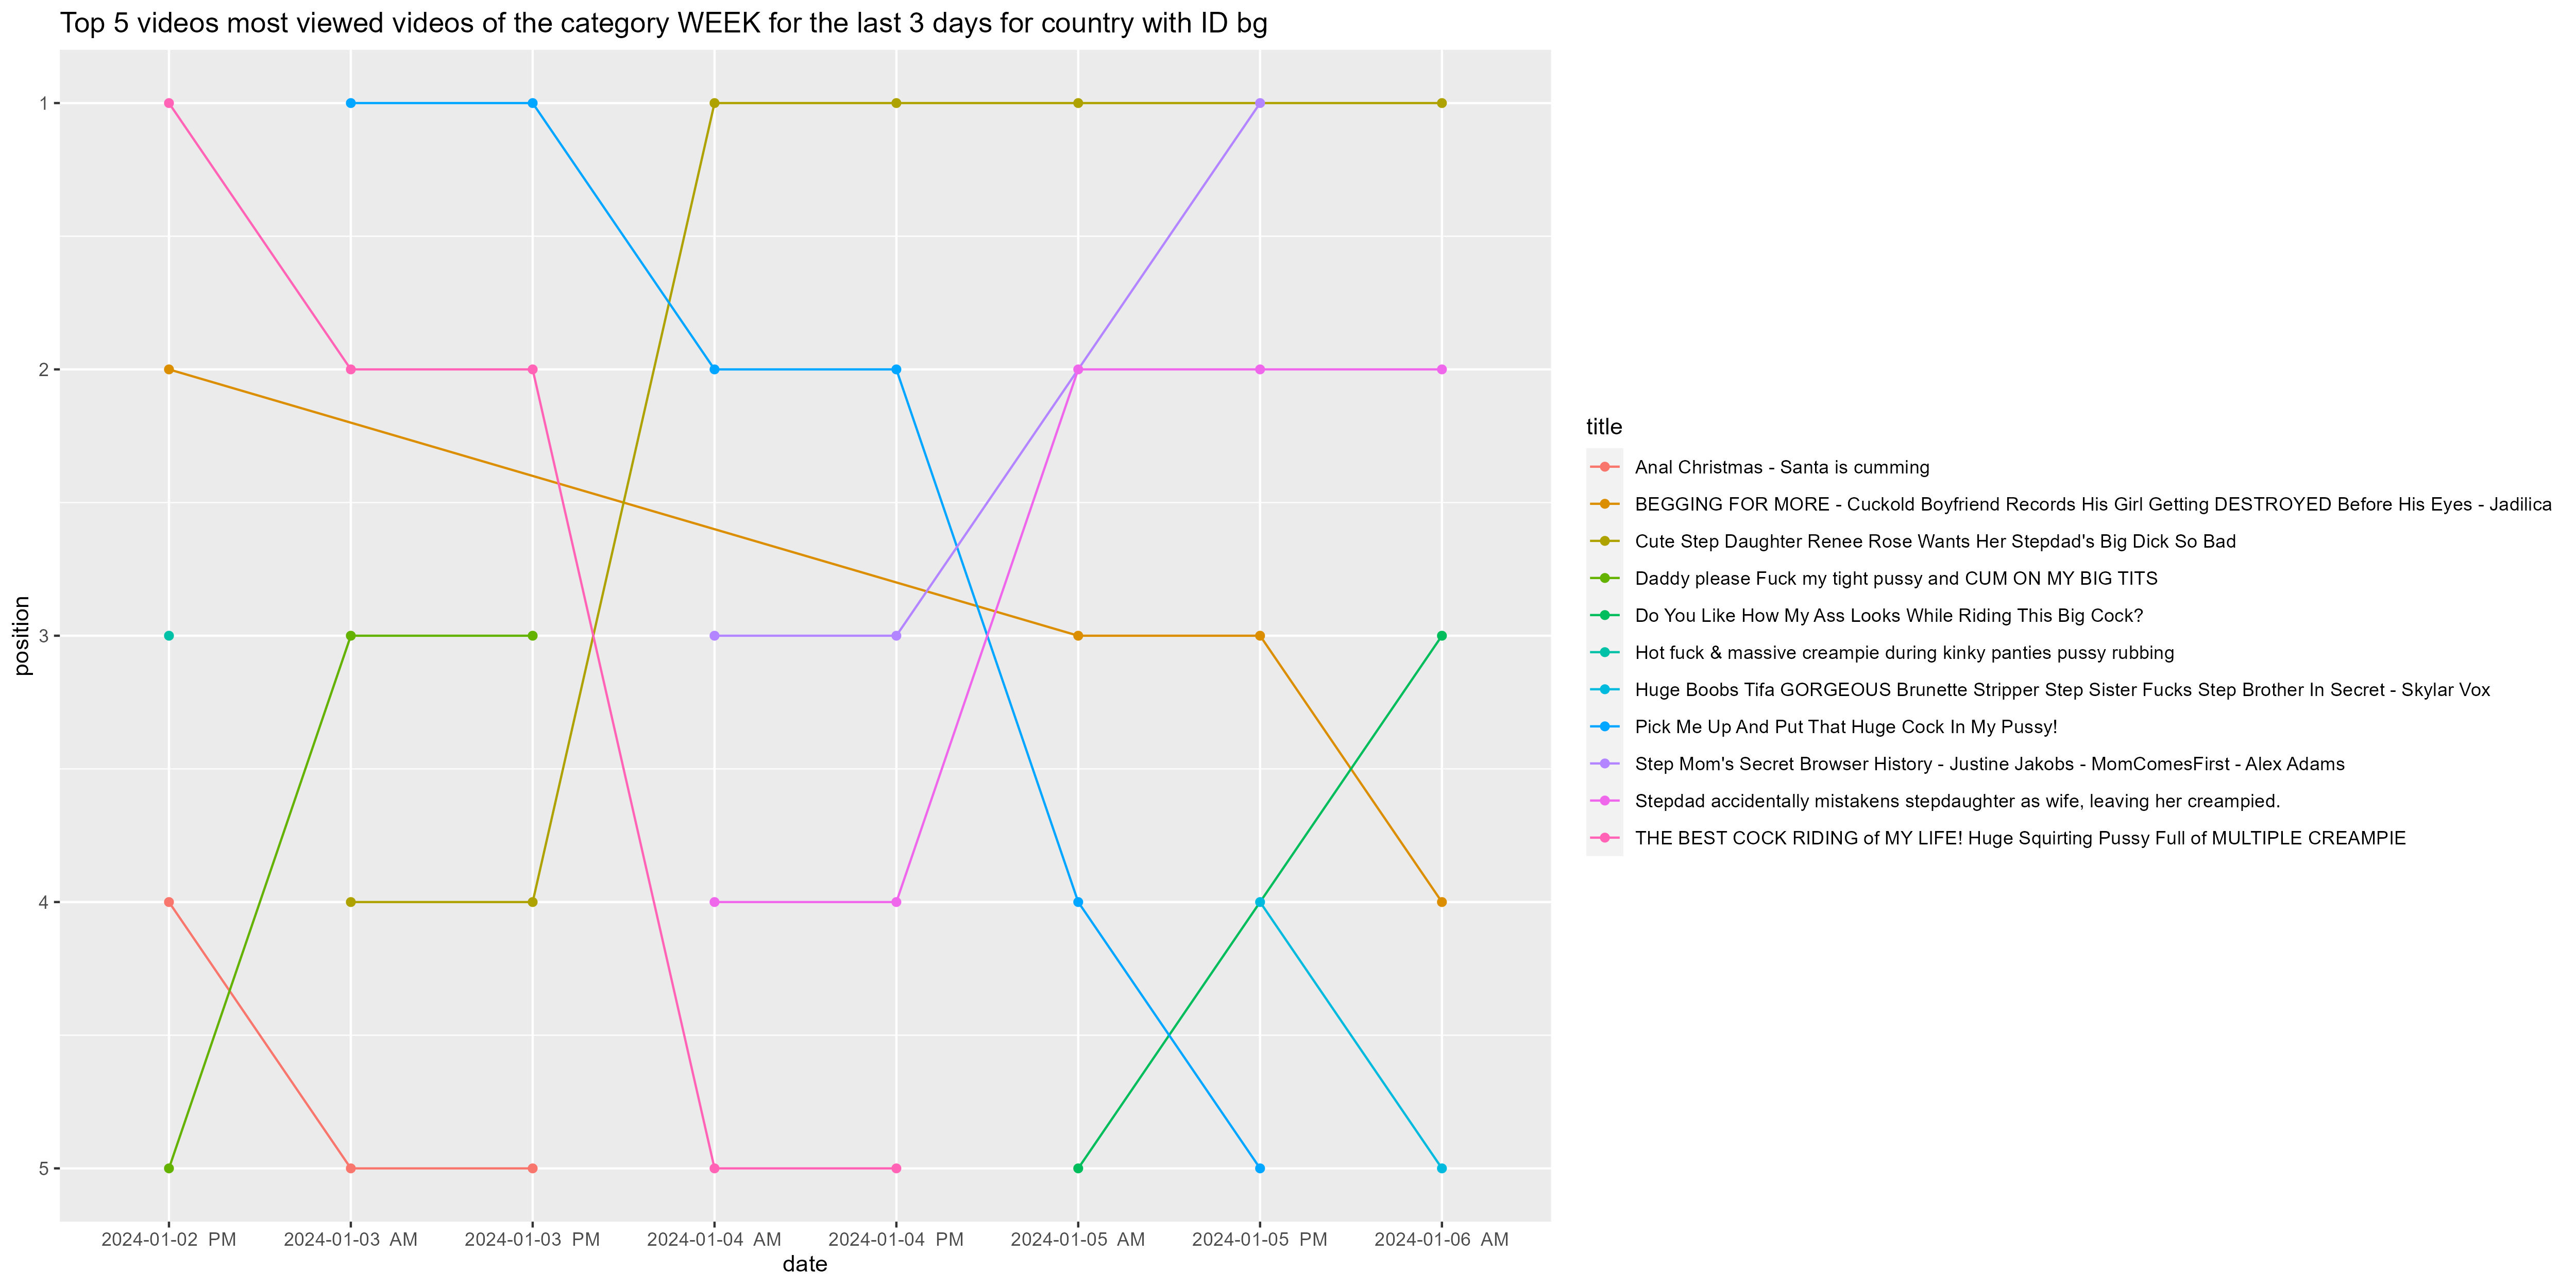 Top 5 videos most viewed videos of the category WEEK for the last 3 days for country with ID bg
position
1
2
3
4
5
2024-01-02 PM
2024-01-03 AM
2024-01-03 PM
2024-01-04 AM
2024-01-04 PM
2024-01-05 AM
2024-01-05 PM
2024-01-06 AM
date
title
Anal Christmas - Santa is cumming
BEGGING FOR MORE - Cuckold Boyfriend Records His Girl Getting DESTROYED Before His Eyes - Jadilica
Cute Step Daughter Renee Rose Wants Her Stepdad's Big Dick So Bad
Daddy please Fuck my tight pussy and CUM ON MY BIG TITS
Do You Like How My Ass Looks While Riding This Big Cock?
Hot fuck & massive creampie during kinky panties pussy rubbing
Huge Boobs Tifa GORGEOUS Brunette Stripper Step Sister Fucks Step Brother In Secret - Skylar Vox
Pick Me Up And Put That Huge Cock In My Pussy!
Step Mom's Secret Browser History - Justine Jakobs - MomComesFirst - Alex Adams
Stepdad accidentally mistakens stepdaughter as wife, leaving her creampied.
THE BEST COCK RIDING of MY LIFE! Huge Squirting Pussy Full of MULTIPLE CREAMPIE